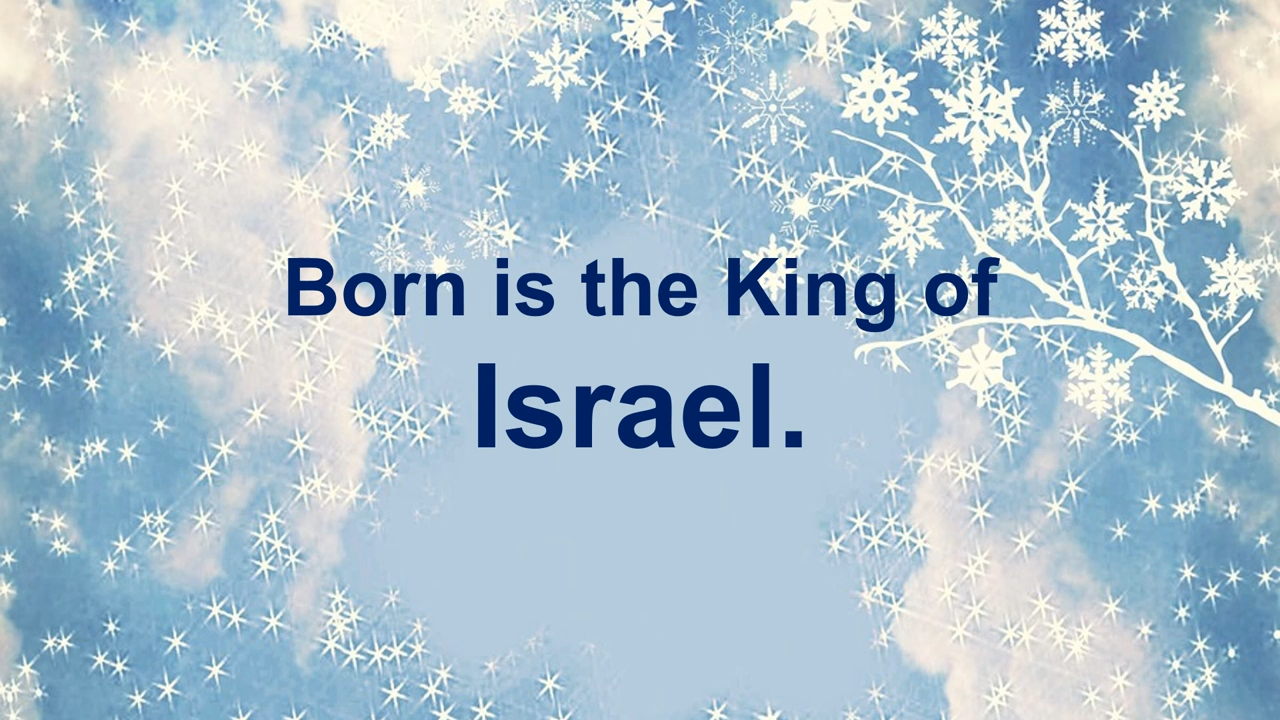 Born is the King of
Israel.